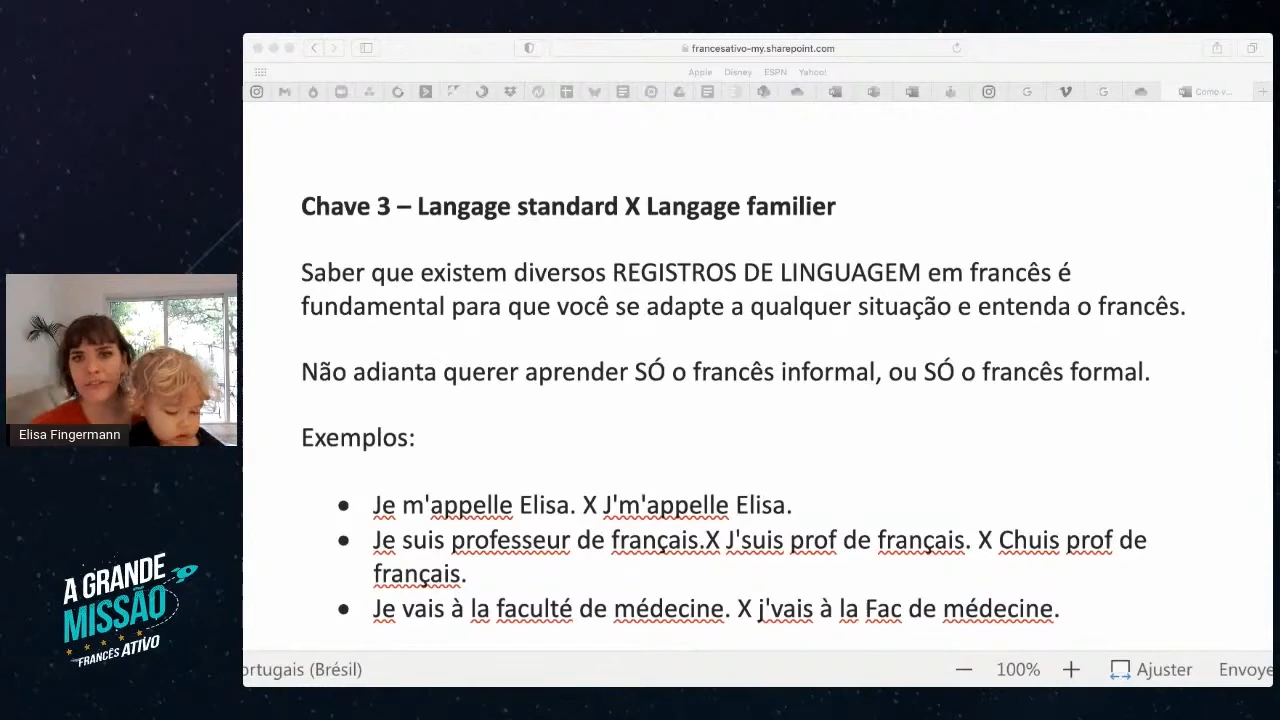 francesativo-my.sharepoint.com
Apple Disney ESPN Yahoo!
Como v...
Chave 3 – Langage standard X Langage familier
Saber que existem diversos REGISTROS DE LINGUAGEM em francês é
fundamental para que você se adapte a qualquer situação e entenda o francês.
Não adianta querer aprender SÓ o francês informal, ou SÓ o francês formal.
Exemplos:
• Je m'appelle Elisa. X J'm'appelle Elisa.
• Je suis professeur de français.X J'suis prof de français. X Chuis prof de
français.
• Je vais à la faculté de médecine. X j'vais à la Fac de médecine.
ortugais (Brésil)
100%
Ajuster
Envoye
Elisa Fingermann
A GRANDE
MISSÃO
FRANCÊS ATIVO